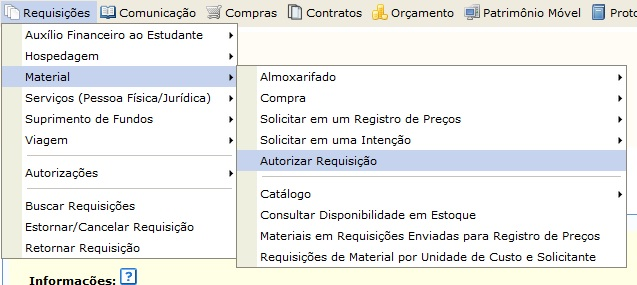 Requisições Comunicação Compras Contratos Orçamento Patrimônio Móvel
Auxílio Financeiro ao Estudante
Hospedagem
Material
Serviços (Pessoa Física/Jurídica)
Suprimento de Fundos
Viagem
Autorizações
Buscar Requisições
Estornar/Cancelar Requisição
Retornar Requisição
Almoxarifado
Compra
Solicitar em um Registro de Preços
Solicitar em uma Intenção
Autorizar Requisição
Catálogo
Consultar Disponibilidade em Estoque
Materiais em Requisições Enviadas para Registro de Preços
Requisições de Material por Unidade de Custo e Solicitante
Informações: ?